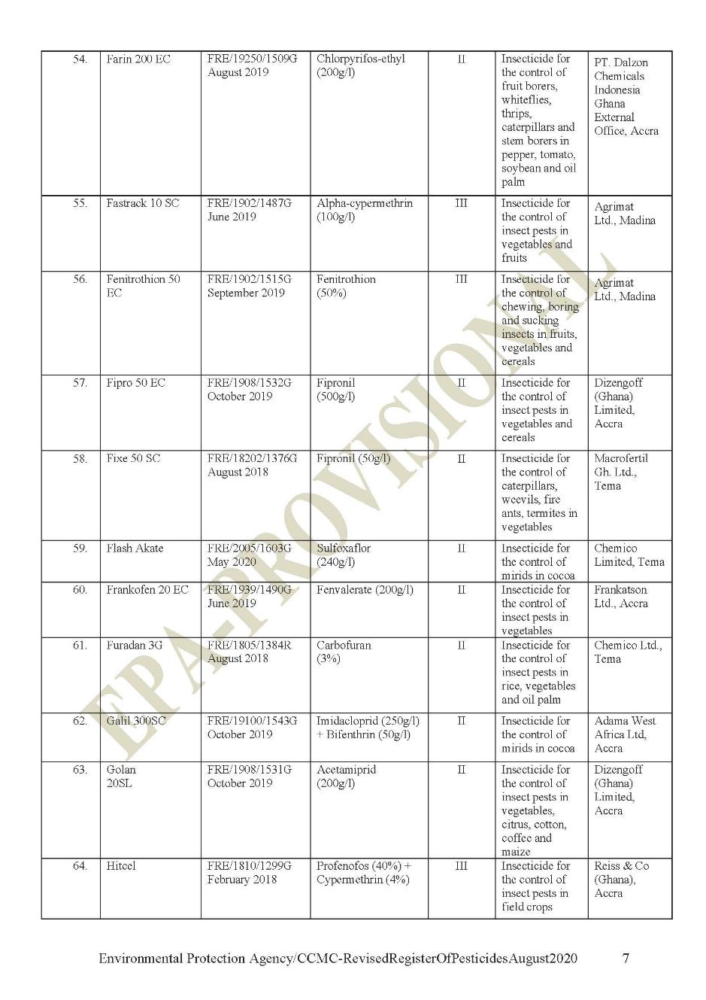 54. Farin 200 EC FRE/19250/1509G Chlorpyrifos-ethyl II Insecticide for PT. Dalzon
August 2019 (200g/l) the control of Chemicals
fruit borers, Indonesia
whiteflies, Ghana
thrips, External
caterpillars and Office, Accra
stem borers in
pepper, tomato,
soybean and oil
palm
55. Fastrack 10 SC FRE/1902/1487G Alpha-cypermethrin III Insecticide for Agrimat
June 2019 (100g/l) the control of Ltd., Madina
insect pests in
vegetables and
fruits
56. Fenitrothion 50 FRE/1902/1515G Fenitrothion III Insecticide for Agrimat
EC September 2019 (50%) the control of Ltd., Madina
chewing, boring
and sucking
insects in fruits,
vegetables and
cereals
57. Fipro 50 EC FRE/1908/1532G Fipronil II Insecticide for Dizengoff
October 2019 (500g/l) the control of (Ghana)
insect pests in Limited,
vegetables and Accra
cereals
58. Fixe 50 SC FRE/18202/1376G Fipronil (50g/l) II Insecticide for Macrofertil
August 2018 the control of Gh. Ltd.,
caterpillars, Tema
weevils, fire
ants, termites in
vegetables
59. Flash Akate FRE/2005/1603G Sulfoxaflor II Insecticide for Chemico
May 2020 (240g/l) the control of Limited, Tema
mirids in cocoa
60. Frankofen 20 EC FRE/1939/1490G Fenvalerate (200g/l) II Insecticide for Frankatson
June 2019 the control of Ltd., Accra
insect pests in
vegetables
61. Furadan 3G FRE/1805/1384R Carbofuran II Insecticide for Chemico Ltd.,
August 2018 (3%) the control of Tema
insect pests in
rice, vegetables
and oil palm
62. Galil 300SC FRE/19100/1543G Imidacloprid (250g/l) II Insecticide for Adama West
October 2019 + Bifenthrin (50g/l) the control of Africa Ltd,
mirids in cocoa Accra
63. Golan FRE/1908/1531G Acetamiprid II Insecticide for Dizengoff
20SL October 2019 (200g/l) the control of (Ghana)
insect pests in Limited,
vegetables, Accra
citrus, cotton,
coffee and
maize
64. Hitcel FRE/1810/1299G Profenofos (40%) + III Insecticide for Reiss & Co
February 2018 Cypermethrin (4%) the control of (Ghana),
insect pests in Accra
field crops
EPA-PROVISIONAL
Environmental Protection Agency/CCMC-RevisedRegisterOfPesticidesAugust2020 7